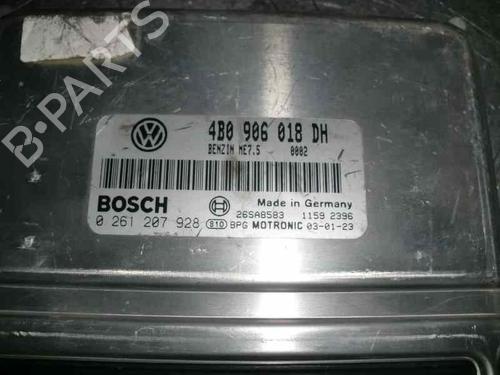 B-PARTS
4B0 906 018 DH
BENZIN ME7.5 0002
BOSCH
Made in Germany
26SA8583 1159 2396
0 261 207 928 810 BPG MOTRONIC 03-01-23